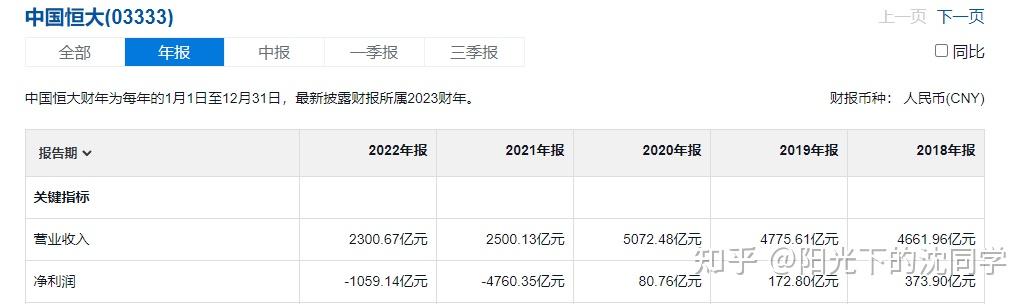 中国恒大(03333) 上一页 下一页
全部 年报 中报 一季报 三季报 同比
中国恒大财年为每年的1月1日至12月31日，最新披露财报所属2023财年。 财报币种： 人民币(CNY)
报告期 2022年报 2021年报 2020年报 2019年报 2018年报
关键指标
营业收入 2300.67亿元 2500.13亿元 5072.48亿元 4775.61亿元 4661.96亿元
净利润 -1059.14亿元 -4760.35亿元 80.76亿元 172.80亿元 373.90亿元
知乎 @阳光下的沈同学